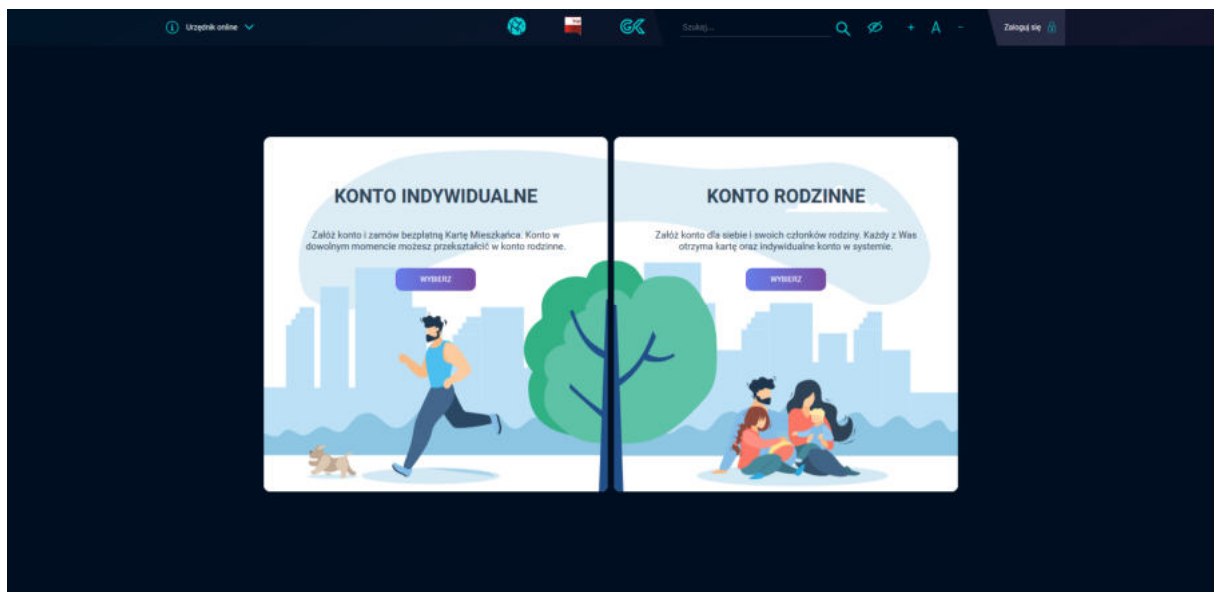 Urzędnik online
GK
Szukaj...
+ A -
Zaloguj się
KONTO INDYWIDUALNE
Załóż konto i zamów bezpłatną Kartę Mieszkańca. Konto w
dowolnym momencie możesz przekształcić w konto rodzinne.
WYBIERZ
KONTO RODZINNE
Załóż konto dla siebie i swoich członków rodziny. Każdy z Was
otrzyma kartę oraz indywidualne konto w systemie.
WYBIERZ